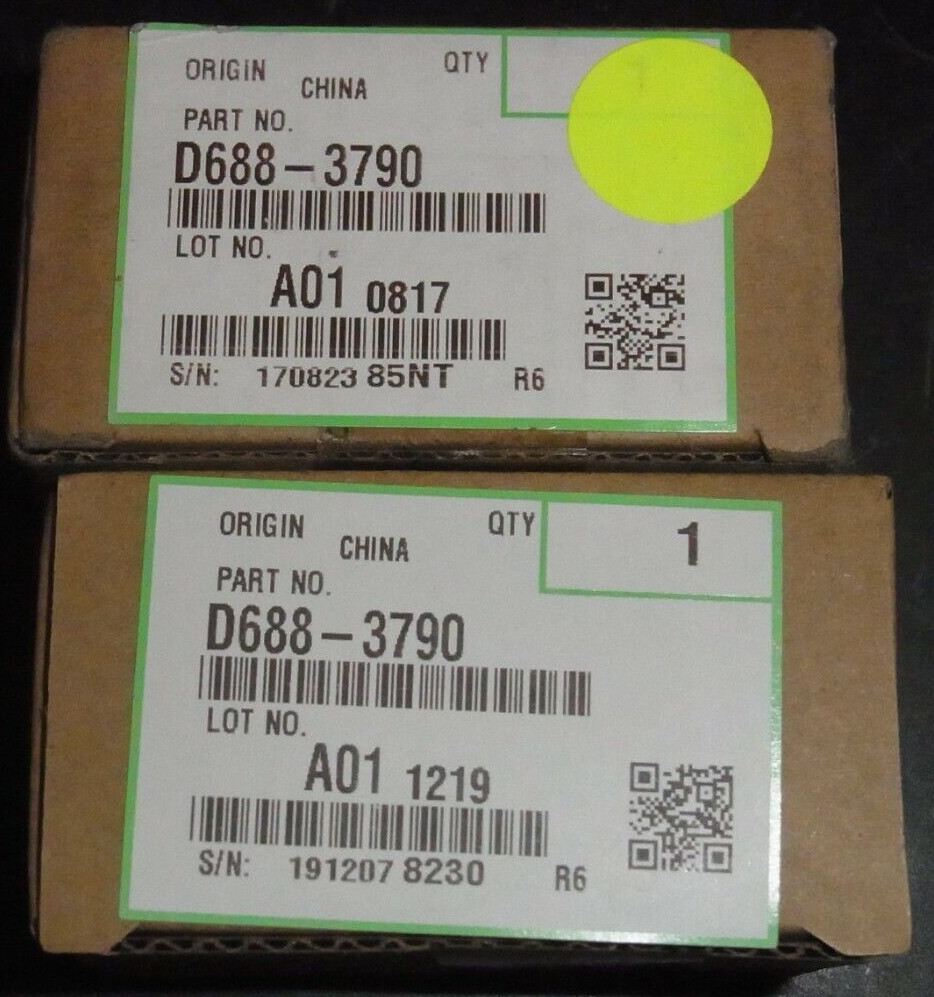 ORIGIN CHINA QTY
PART NO.
D688-3790
LOT NO.
A01 0817
S/N: 170823 85NT R6
ORIGIN CHINA QTY 1
PART NO.
D688-3790
LOT NO.
A01 1219
S/N: 191207 8230 R6